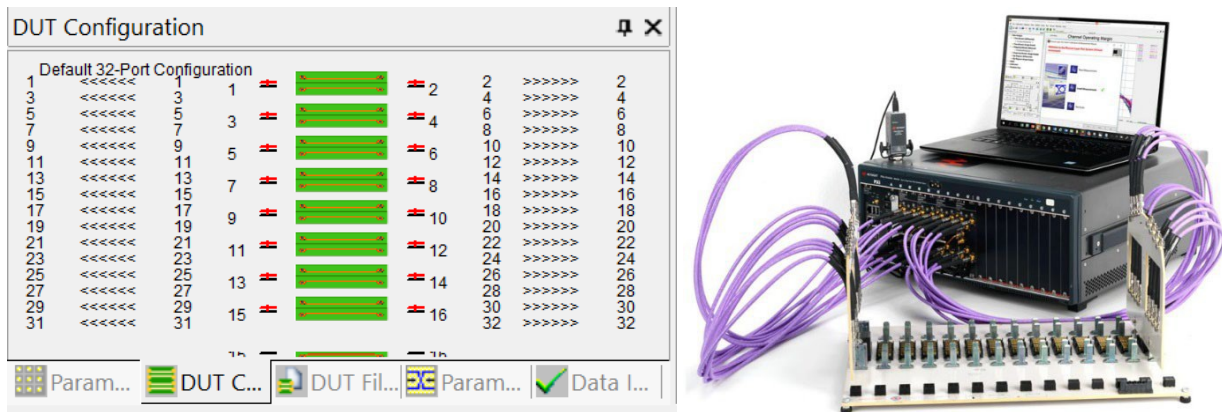 DUT Configuration
Default 32-Port Configuration
1 <<<<<< 1 2 >>>>>> 2
3 <<<<<< 3 4 >>>>>> 4
5 <<<<<< 5 6 >>>>>> 6
7 <<<<<< 7 8 >>>>>> 8
9 <<<<<< 9 10 >>>>>> 10
11 <<<<<< 11 12 >>>>>> 12
13 <<<<<< 13 14 >>>>>> 14
15 <<<<<< 15 16 >>>>>> 16
17 <<<<<< 17 18 >>>>>> 18
19 <<<<<< 19 20 >>>>>> 20
21 <<<<<< 21 22 >>>>>> 22
23 <<<<<< 23 24 >>>>>> 24
25 <<<<<< 25 26 >>>>>> 26
27 <<<<<< 27 28 >>>>>> 28
29 <<<<<< 29 30 >>>>>> 30
31 <<<<<< 31 32 >>>>>> 32
1 2
3 4
5 6
7 8
9 10
11 12
13 14
15 16
Param... DUT C... DUT Fil... Param... Data I...
Channel Operating Margin